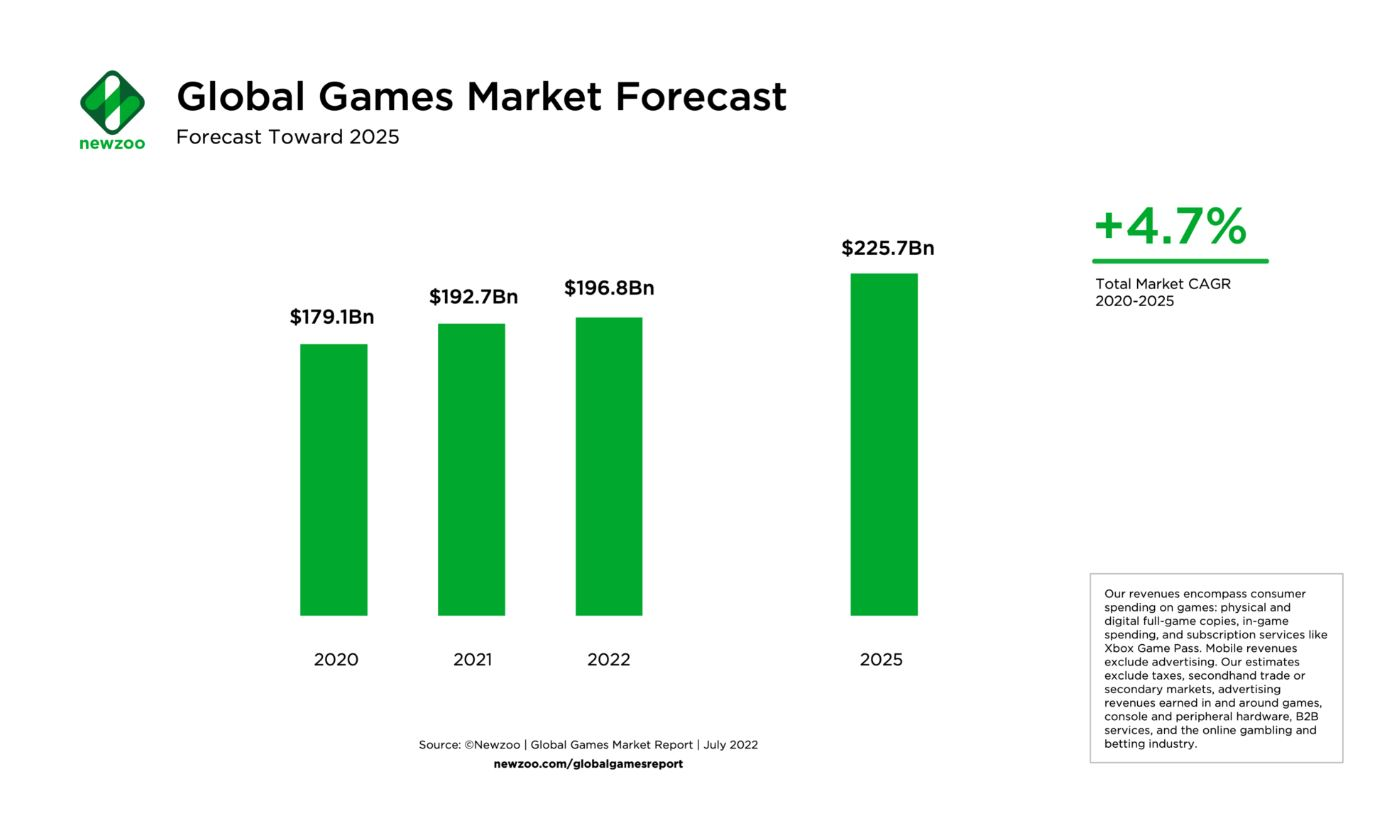 newzoo
Global Games Market Forecast
Forecast Toward 2025
+4.7%
Total Market CAGR
2020-2025
$179.1Bn
$192.7Bn
$196.8Bn
$225.7Bn
2020
2021
2022
2025
Our revenues encompass consumer
spending on games: physical and
digital full-game copies, in-game
spending, and subscription services like
Xbox Game Pass. Mobile revenues
exclude advertising. Our estimates
exclude taxes, secondhand trade or
secondary markets, advertising
revenues earned in and around games,
console and peripheral hardware, B2B
services, and the online gambling and
betting industry.
Source: ©Newzoo | Global Games Market Report | July 2022
newzoo.com/globalgamesreport